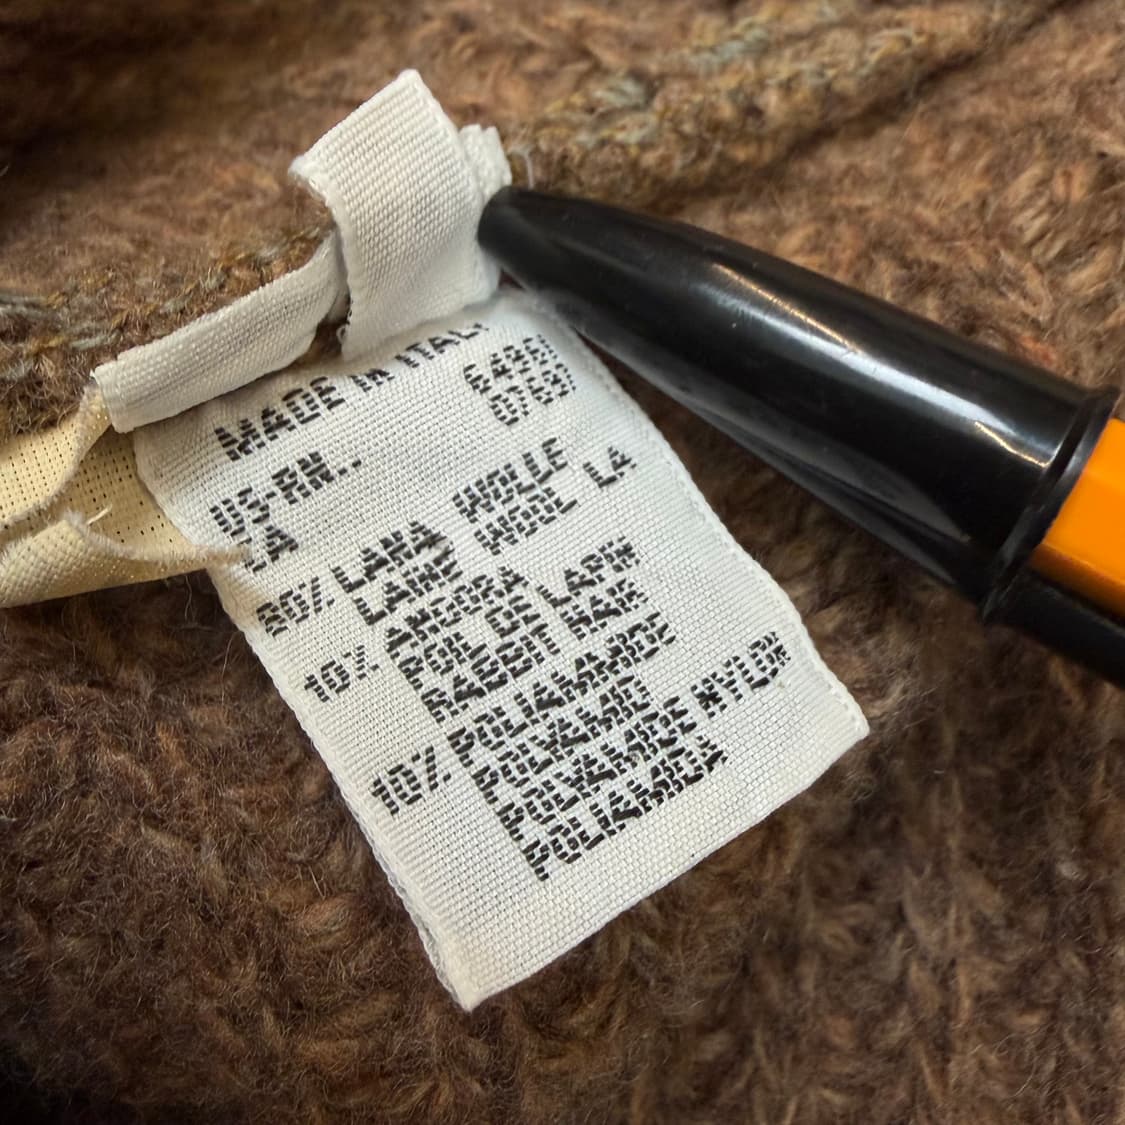 MADE IN ITALY
US-RN..
CA
80% LANA WOLLE
LAINE WOOL LA
10% ANGORA
POIL DE LAPIN
RABBIT HAIR
10% POLIAMMIDE
POLYAMID
POLYAMIDE NYLON
POLIAMIDA